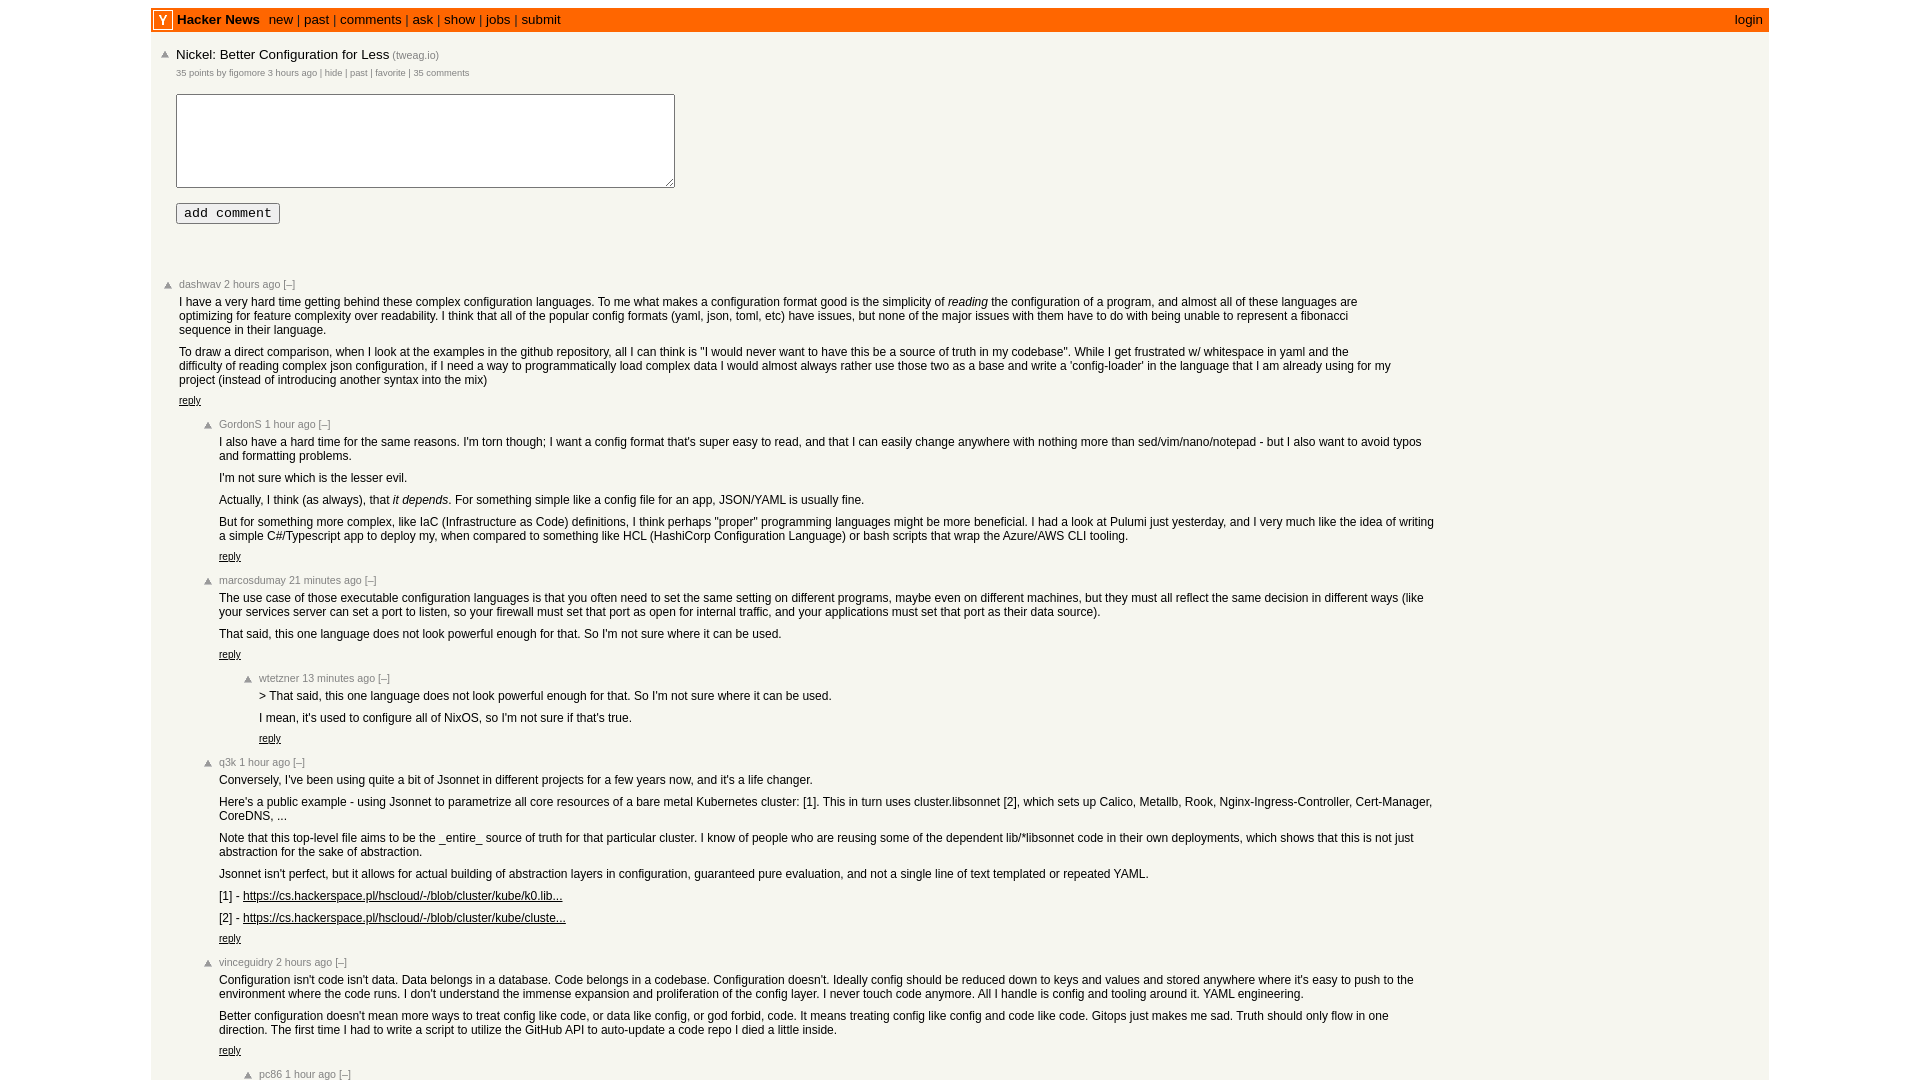 Y Hacker News new | past | comments | ask | show | jobs | submit login
Nickel: Better Configuration for Less (tweag.io)
35 points by figomore 3 hours ago | hide | past | favorite | 35 comments
add comment
dashwav 2 hours ago [–]
I have a very hard time getting behind these complex configuration languages. To me what makes a configuration format good is the simplicity of reading the configuration of a program, and almost all of these languages are
optimizing for feature complexity over readability. I think that all of the popular config formats (yaml, json, toml, etc) have issues, but none of the major issues with them have to do with being unable to represent a fibonacci
sequence in their language.
To draw a direct comparison, when I look at the examples in the github repository, all I can think is "I would never want to have this be a source of truth in my codebase". While I get frustrated w/ whitespace in yaml and the
difficulty of reading complex json configuration, if I need a way to programmatically load complex data I would almost always rather use those two as a base and write a 'config-loader' in the language that I am already using for my
project (instead of introducing another syntax into the mix)
reply
GordonS 1 hour ago [–]
I also have a hard time for the same reasons. I'm torn though; I want a config format that's super easy to read, and that I can easily change anywhere with nothing more than sed/vim/nano/notepad - but I also want to avoid typos
and formatting problems.
I'm not sure which is the lesser evil.
Actually, I think (as always), that it depends. For something simple like a config file for an app, JSON/YAML is usually fine.
But for something more complex, like IaC (Infrastructure as Code) definitions, I think perhaps "proper" programming languages might be more beneficial. I had a look at Pulumi just yesterday, and I very much like the idea of writing
a simple C#/Typescript app to deploy my, when compared to something like HCL (HashiCorp Configuration Language) or bash scripts that wrap the Azure/AWS CLI tooling.
reply
marcosdumay 21 minutes ago [–]
The use case of those executable configuration languages is that you often need to set the same setting on different programs, maybe even on different machines, but they must all reflect the same decision in different ways (like
your services server can set a port to listen, so your firewall must set that port as open for internal traffic, and your applications must set that port as their data source).
That said, this one language does not look powerful enough for that. So I'm not sure where it can be used.
reply
wtetzner 13 minutes ago [–]
> That said, this one language does not look powerful enough for that. So I'm not sure where it can be used.
I mean, it's used to configure all of NixOS, so I'm not sure if that's true.
reply
q3k 1 hour ago [–]
Conversely, I've been using quite a bit of Jsonnet in different projects for a few years now, and it's a life changer.
Here's a public example - using Jsonnet to parametrize all core resources of a bare metal Kubernetes cluster: [1]. This in turn uses cluster.libsonnet [2], which sets up Calico, Metallb, Rook, Nginx-Ingress-Controller, Cert-Manager,
CoreDNS, ...
Note that this top-level file aims to be the _entire_ source of truth for that particular cluster. I know of people who are reusing some of the dependent lib/*libsonnet code in their own deployments, which shows that this is not just
abstraction for the sake of abstraction.
Jsonnet isn't perfect, but it allows for actual building of abstraction layers in configuration, guaranteed pure evaluation, and not a single line of text templated or repeated YAML.
[1] - https://cs.hackerspace.pl/hscloud/-/blob/cluster/kube/k0.lib...
[2] - https://cs.hackerspace.pl/hscloud/-/blob/cluster/kube/cluste...
reply
vinceguidry 2 hours ago [–]
Configuration isn't code isn't data. Data belongs in a database. Code belongs in a codebase. Configuration doesn't. Ideally config should be reduced down to keys and values and stored anywhere where it's easy to push to the
environment where the code runs. I don't understand the immense expansion and proliferation of the config layer. I never touch code anymore. All I handle is config and tooling around it. YAML engineering.
Better configuration doesn't mean more ways to treat config like code, or data like config, or god forbid, code. It means treating config like config and code like code. Gitops just makes me sad. Truth should only flow in one
direction. The first time I had to write a script to utilize the GitHub API to auto-update a code repo I died a little inside.
reply
pc86 1 hour ago [–]